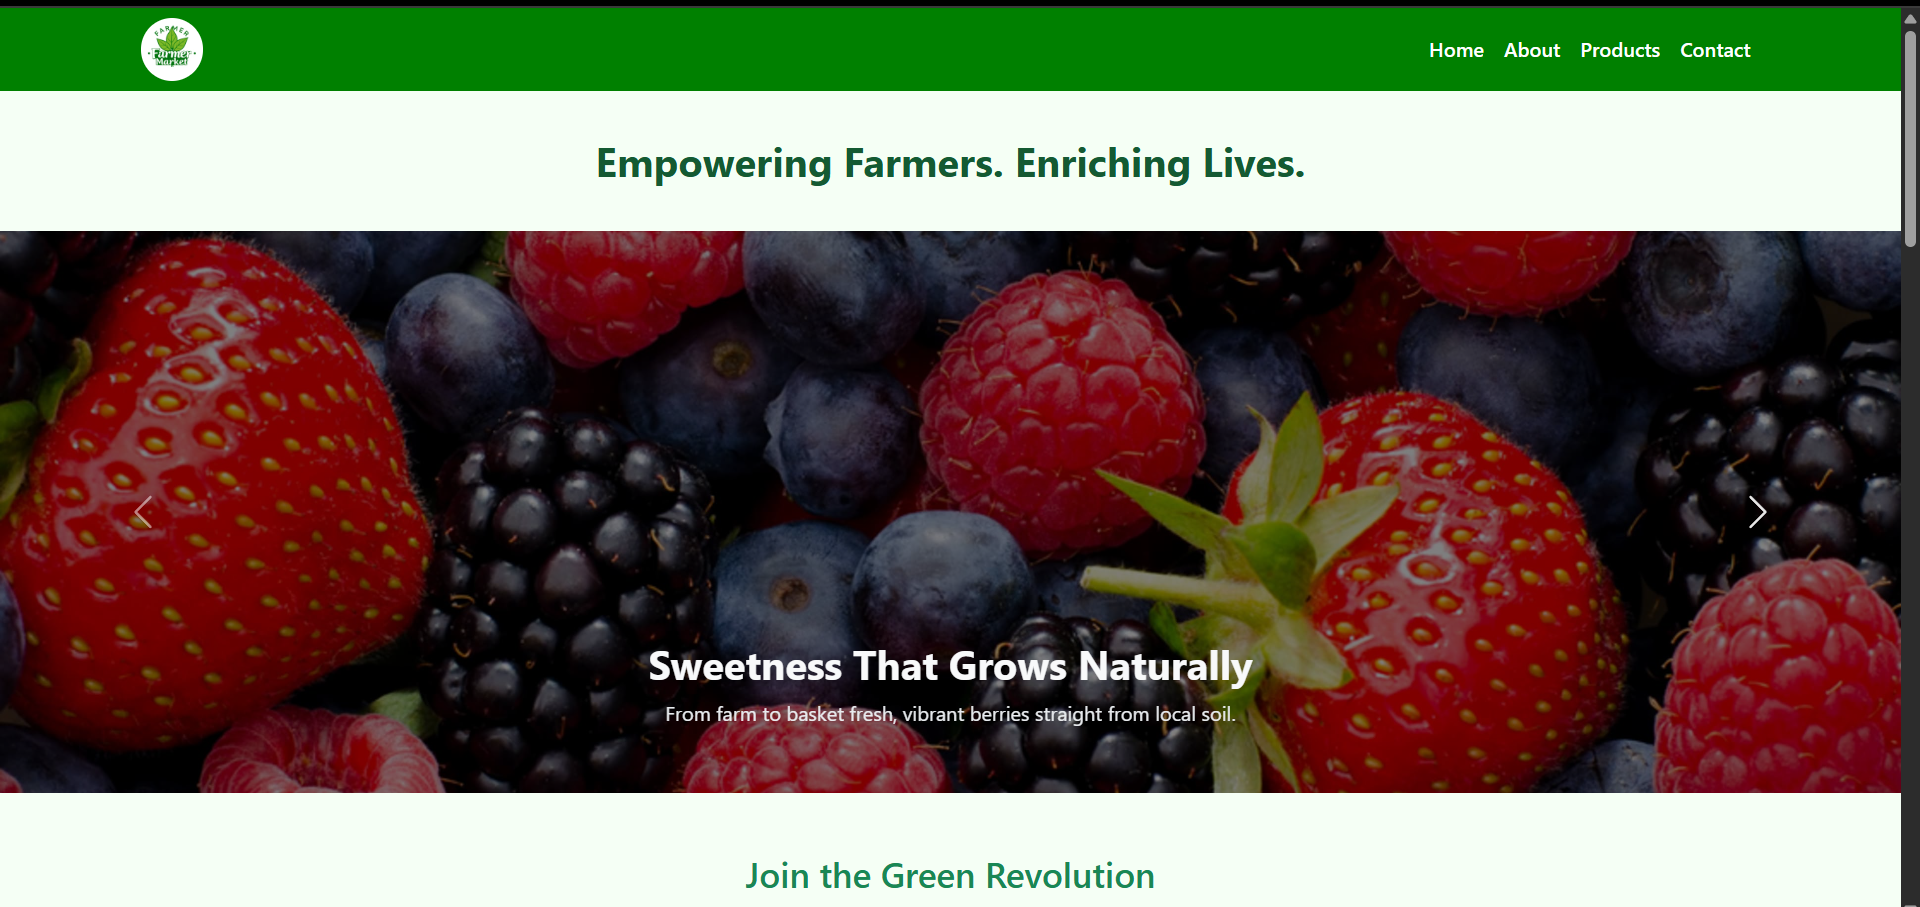 FARMER
Farmer
Market
Home About Products Contact
Empowering Farmers. Enriching Lives.
Sweetness That Grows Naturally
From farm to basket fresh, vibrant berries straight from local soil.
Join the Green Revolution